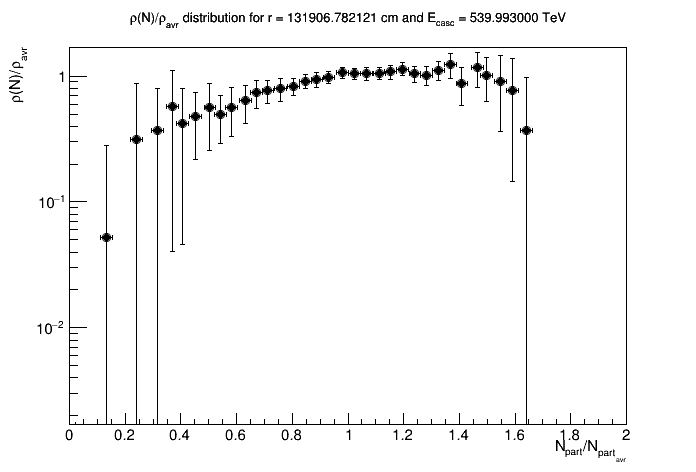 ρ(N)/ρ_avr distribution for r = 131906.782121 cm and E_casc = 539.993000 TeV
ρ(N)/ρ_avr
1
10⁻¹
10⁻²
0 0.2 0.4 0.6 0.8 1 1.2 1.4 1.6 1.8 2
N_part/N_part_avr